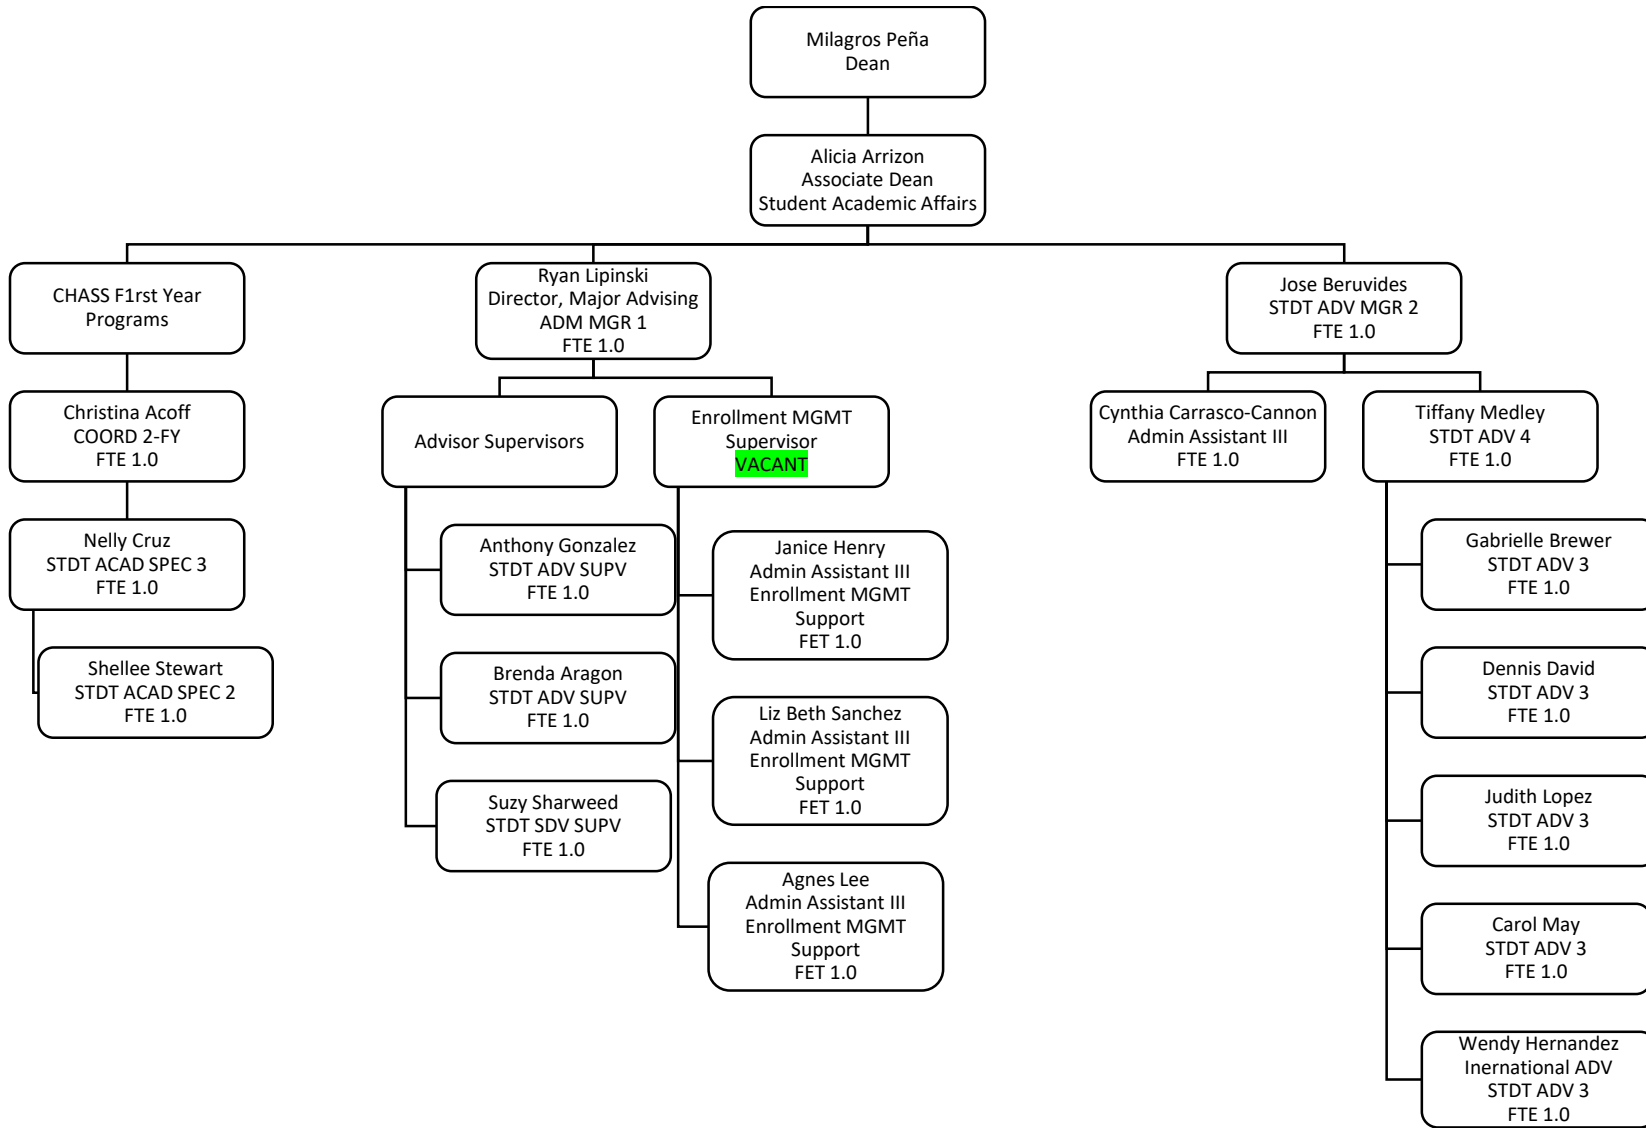 Milagros Peña
Dean
Alicia Arrizon
Associate Dean
Student Academic Affairs
CHASS F1rst Year
Programs
Christina Acoff
COORD 2-FY
FTE 1.0
Nelly Cruz
STDT ACAD SPEC 3
FTE 1.0
Shellee Stewart
STDT ACAD SPEC 2
FTE 1.0
Ryan Lipinski
Director, Major Advising
ADM MGR 1
FTE 1.0
Advisor Supervisors
Anthony Gonzalez
STDT ADV SUPV
FTE 1.0
Brenda Aragon
STDT ADV SUPV
FTE 1.0
Suzy Sharweed
STDT SDV SUPV
FTE 1.0
Enrollment MGMT
Supervisor
VACANT
Janice Henry
Admin Assistant III
Enrollment MGMT
Support
FET 1.0
Liz Beth Sanchez
Admin Assistant III
Enrollment MGMT
Support
FET 1.0
Agnes Lee
Admin Assistant III
Enrollment MGMT
Support
FET 1.0
Jose Beruvides
STDT ADV MGR 2
FTE 1.0
Cynthia Carrasco-Cannon
Admin Assistant III
FTE 1.0
Tiffany Medley
STDT ADV 4
FTE 1.0
Gabrielle Brewer
STDT ADV 3
FTE 1.0
Dennis David
STDT ADV 3
FTE 1.0
Judith Lopez
STDT ADV 3
FTE 1.0
Carol May
STDT ADV 3
FTE 1.0
Wendy Hernandez
Inernational ADV
STDT ADV 3
FTE 1.0